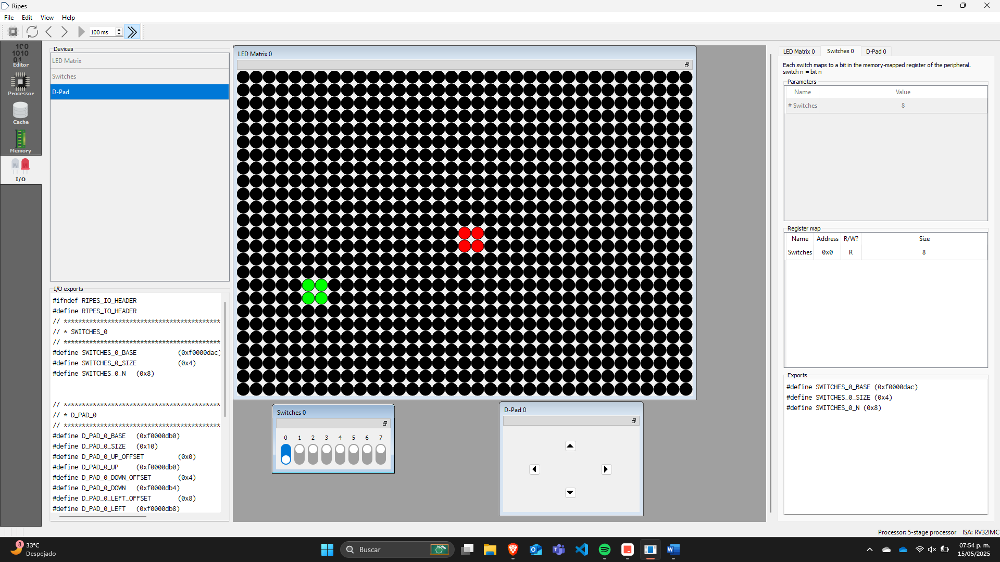 Ripes
File Edit View Help
100 ms
Editor
Processor
Cache
Memory
I/O
Devices
LED Matrix
Switches
D-Pad
I/O exports
#ifndef RIPES_IO_HEADER
#define RIPES_IO_HEADER
// *******************************************
// * SWITCHES_0
// *******************************************
#define SWITCHES_0_BASE (0xf0000dac)
#define SWITCHES_0_SIZE (0x4)
#define SWITCHES_0_N (0x8)
// *******************************************
// * D_PAD_0
// *******************************************
#define D_PAD_0_BASE (0xf0000db0)
#define D_PAD_0_SIZE (0x10)
#define D_PAD_0_UP_OFFSET (0x0)
#define D_PAD_0_UP (0xf0000db0)
#define D_PAD_0_DOWN_OFFSET (0x4)
#define D_PAD_0_DOWN (0xf0000db4)
#define D_PAD_0_LEFT_OFFSET (0x8)
#define D_PAD_0_LEFT (0xf0000db8)
LED Matrix 0
Switches 0
0 1 2 3 4 5 6 7
D-Pad 0
LED Matrix 0 Switches 0 D-Pad 0
Each switch maps to a bit in the memory-mapped register of the peripheral.
switch n = bit n
Parameters
Name Value
# Switches 8
Register map
Name Address R/W? Size
Switches 0x0 R 8
Exports
#define SWITCHES_0_BASE (0xf0000dac)
#define SWITCHES_0_SIZE (0x4)
#define SWITCHES_0_N (0x8)
Processor: 5-stage processor ISA: RV32IMC
8
33°C
Despejado
Buscar
07:54 p. m.
15/05/2025